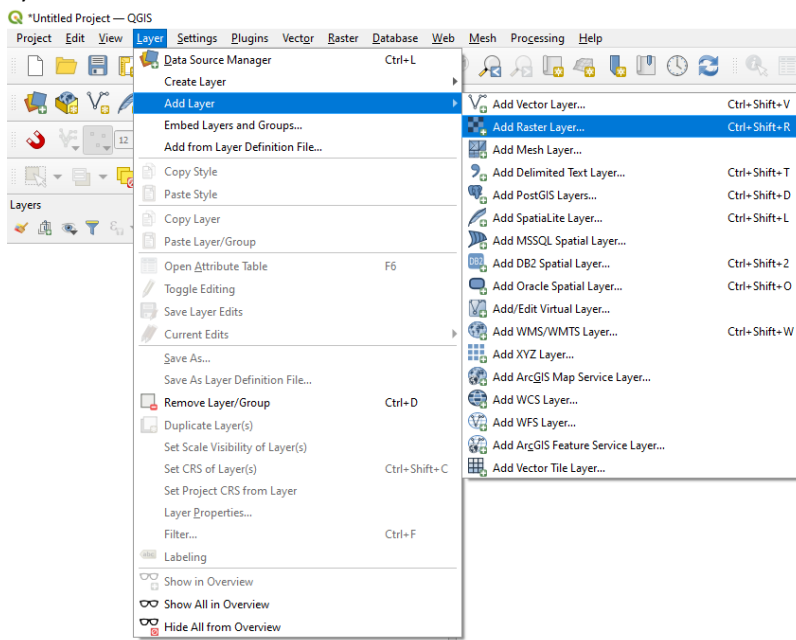 *Untitled Project — QGIS
Project Edit View Layer Settings Plugins Vector Raster Database Web Mesh Processing Help
Data Source Manager Ctrl+L
Create Layer
Add Layer
Embed Layers and Groups...
Add from Layer Definition File...
Copy Style
Paste Style
Copy Layer
Paste Layer/Group
Open Attribute Table F6
Toggle Editing
Save Layer Edits
Current Edits
Save As...
Save As Layer Definition File...
Remove Layer/Group Ctrl+D
Duplicate Layer(s)
Set Scale Visibility of Layer(s)
Set CRS of Layer(s) Ctrl+Shift+C
Set Project CRS from Layer
Layer Properties...
Filter... Ctrl+F
abc Labeling
Show in Overview
Show All in Overview
Hide All from Overview
Add Vector Layer... Ctrl+Shift+V
Add Raster Layer... Ctrl+Shift+R
Add Mesh Layer...
Add Delimited Text Layer... Ctrl+Shift+T
Add PostGIS Layers... Ctrl+Shift+D
Add SpatiaLite Layer... Ctrl+Shift+L
Add MSSQL Spatial Layer...
DB2 Add DB2 Spatial Layer... Ctrl+Shift+2
Add Oracle Spatial Layer... Ctrl+Shift+O
Add/Edit Virtual Layer...
Add WMS/WMTS Layer... Ctrl+Shift+W
Add XYZ Layer...
Add ArcGIS Map Service Layer...
Add WCS Layer...
Add WFS Layer...
Add ArcGIS Feature Service Layer...
Add Vector Tile Layer...
12
Layers